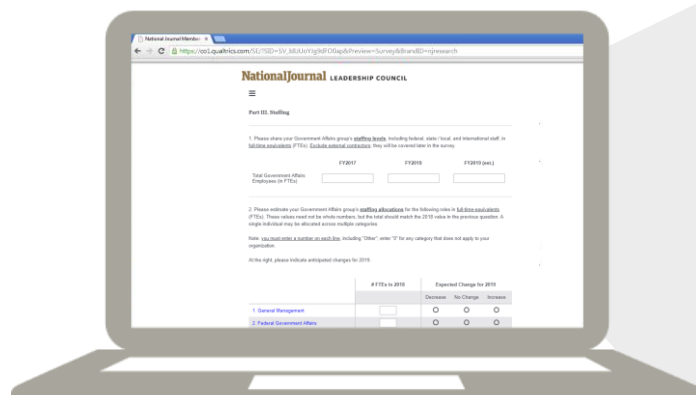 National Journal Member
https://co1.qualtrics.com/SE/?SID=SV_
Preview=Survey&BrandID=njresearch
NationalJournal LEADERSHIP COUNCIL
Part III. Staffing
1. Please share your Government Affairs group's staffing levels, including federal, state / local, and international staff, in
full-time equivalents (FTEs). Exclude external contractors; they will be covered later in the survey.
FY2017 FY2018 FY2019 (est.)
Total Government Affairs
Employees (in FTEs)
2. Please estimate your Government Affairs group's staffing allocations for the following roles in full-time equivalents
(FTEs). These values need not be whole numbers, but the total should match the 2018 value in the previous question. A
single individual may be allocated across multiple categories.
Note: you must enter a number on each line, including "Other"; enter "0" for any category that does not apply to your
organization.
At the right, please indicate anticipated changes for 2019.
# FTEs in 2018 Expected Change for 2019
Decrease No Change Increase
1. General Management
2. Federal Government Affairs